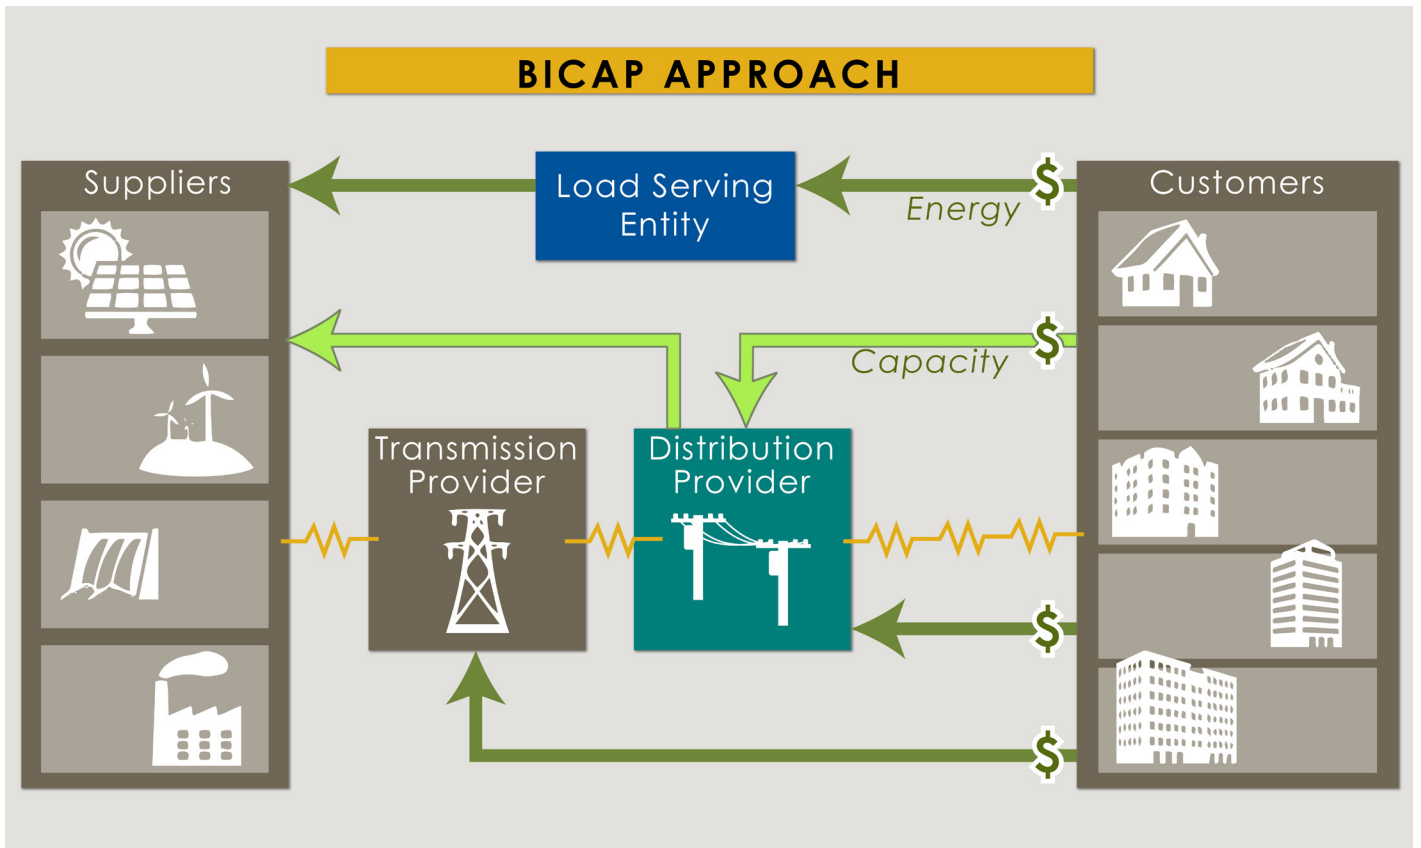 BICAP APPROACH
Suppliers
Load Serving
Entity
$
Energy
Customers
$
Capacity
Transmission
Provider
Distribution
Provider
$
$